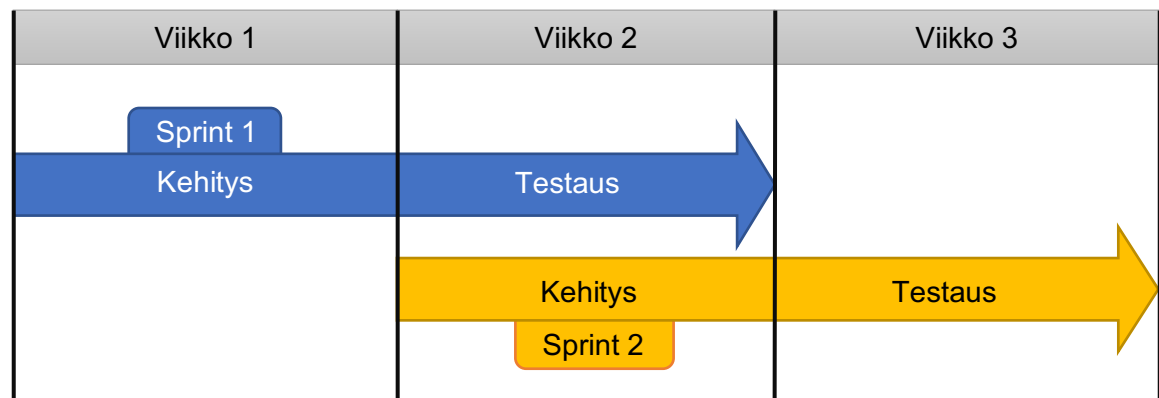 Viikko 1
Viikko 2
Viikko 3
Sprint 1
Kehitys
Testaus
Kehitys
Testaus
Sprint 2